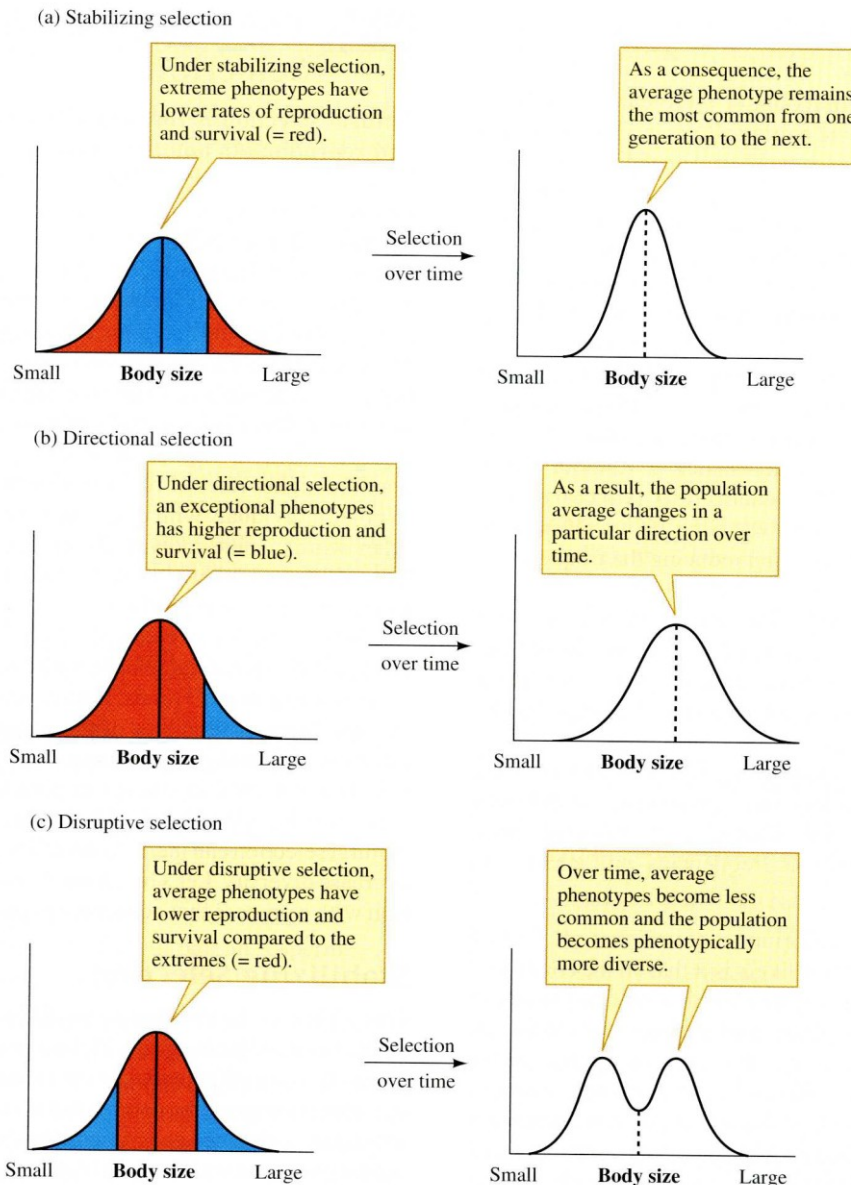 (a) Stabilizing selection
Under stabilizing selection,
extreme phenotypes have
lower rates of reproduction
and survival (= red).
As a consequence, the
average phenotype remains
the most common from one
generation to the next.
Selection
over time
Small
Body size
Large
Small
Body size
Large
(b) Directional selection
Under directional selection,
an exceptional phenotypes
has higher reproduction and
survival (= blue).
As a result, the population
average changes in a
particular direction over
time.
Selection
over time
Small
Body size
Large
Small
Body size
Large
(c) Disruptive selection
Under disruptive selection,
average phenotypes have
lower reproduction and
survival compared to the
extremes (= red).
Over time, average
phenotypes become less
common and the population
becomes phenotypically
more diverse.
Selection
over time
Small
Body size
Large
Small
Body size
Large